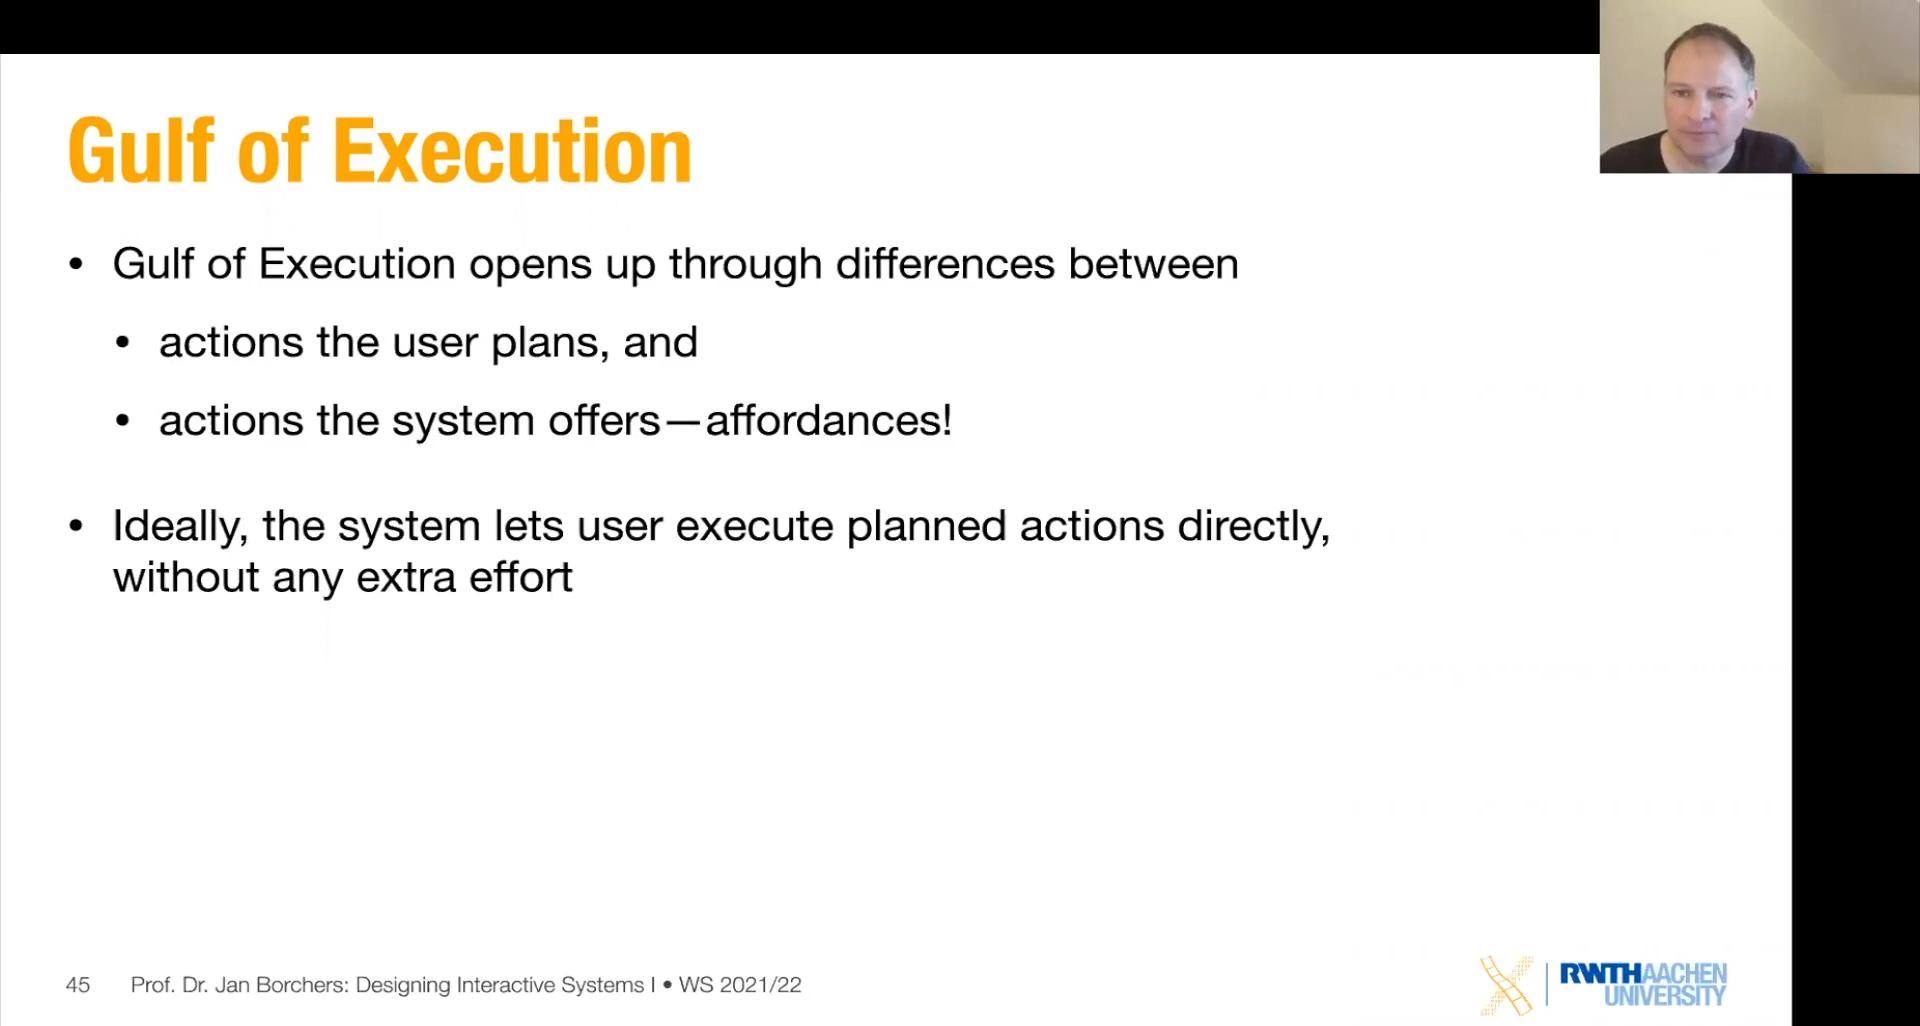 Gulf of Execution
• Gulf of Execution opens up through differences between
• actions the user plans, and
• actions the system offers—affordances!
• Ideally, the system lets user execute planned actions directly,
without any extra effort
45 Prof. Dr. Jan Borchers: Designing Interactive Systems I • WS 2021/22
RWTHAACHEN
UNIVERSITY